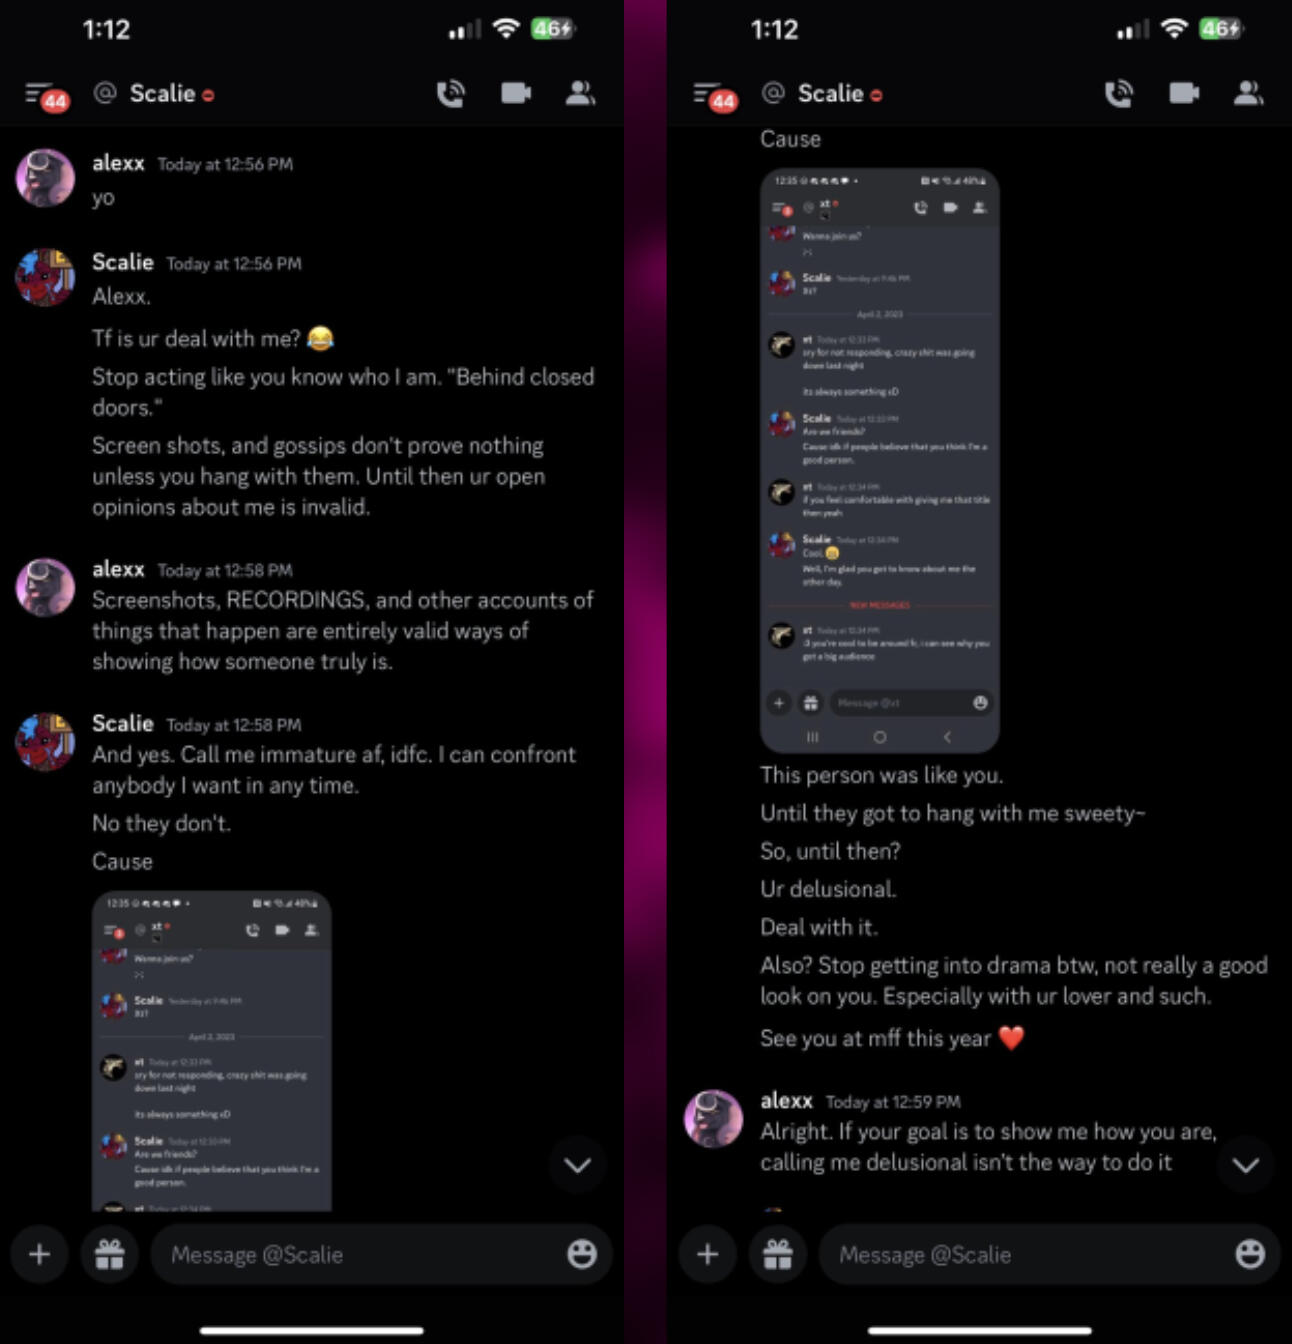 1:12
46
44
@ Scalie
alexx Today at 12:56 PM
yo
Scalie Today at 12:56 PM
Alexx.
Tf is ur deal with me? 😂
Stop acting like you know who I am. "Behind closed
doors."
Screen shots, and gossips don't prove nothing
unless you hang with them. Until then ur open
opinions about me is invalid.
alexx Today at 12:58 PM
Screenshots, RECORDINGS, and other accounts of
things that happen are entirely valid ways of
showing how someone truly is.
Scalie Today at 12:58 PM
And yes. Call me immature af, idfc. I can confront
anybody I want in any time.
No they don't.
Cause
12:35
xt
Wanna join us?
Scalie Yesterday at 9:46 PM
April 2, 2023
xt Today at 12:33 PM
sry for not responding, crazy shit was going
down last night
its always something xD
Scalie Today at 12:33 PM
Are we friends?
Cause idk if people believe that you think I'm a
good person.
xt Today at 12:34 PM
Message @Scalie
1:12
46
44
@ Scalie
Cause
12:35
48%
@ xt
Wanna join us?
Scalie Yesterday at 9:46 PM
April 2, 2023
xt Today at 12:33 PM
sry for not responding, crazy shit was going
down last night
its always something xD
Scalie Today at 12:33 PM
Are we friends?
Cause idk if people believe that you think I'm a
good person.
xt Today at 12:34 PM
if you feel comfortable with giving me that title
then yeah
Scalie Today at 12:34 PM
Cool.
Well, I'm glad you got to know about me the
other day.
NEW MESSAGES
xt Today at 12:34 PM
:3 you're cool to be around fr, i can see why you
got a big audience
Message @xt
This person was like you.
Until they got to hang with me sweety~
So, until then?
Ur delusional.
Deal with it.
Also? Stop getting into drama btw, not really a good
look on you. Especially with ur lover and such.
See you at mff this year ❤️
alexx Today at 12:59 PM
Alright. If your goal is to show me how you are,
calling me delusional isn't the way to do it
Message @Scalie